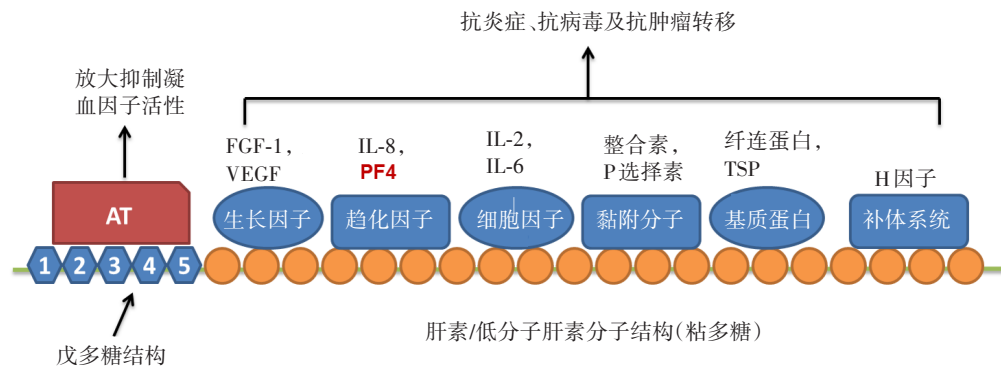 抗炎症、抗病毒及抗肿瘤转移
放大抑制凝
血因子活性
FGF-1，
VEGF
IL-8，
PF4
IL-2，
IL-6
整合素，
P选择素
纤连蛋白，
TSP
H因子
AT
生长因子
趋化因子
细胞因子
黏附分子
基质蛋白
补体系统
1 2 3 4 5
戊多糖结构
肝素/低分子肝素分子结构（粘多糖）